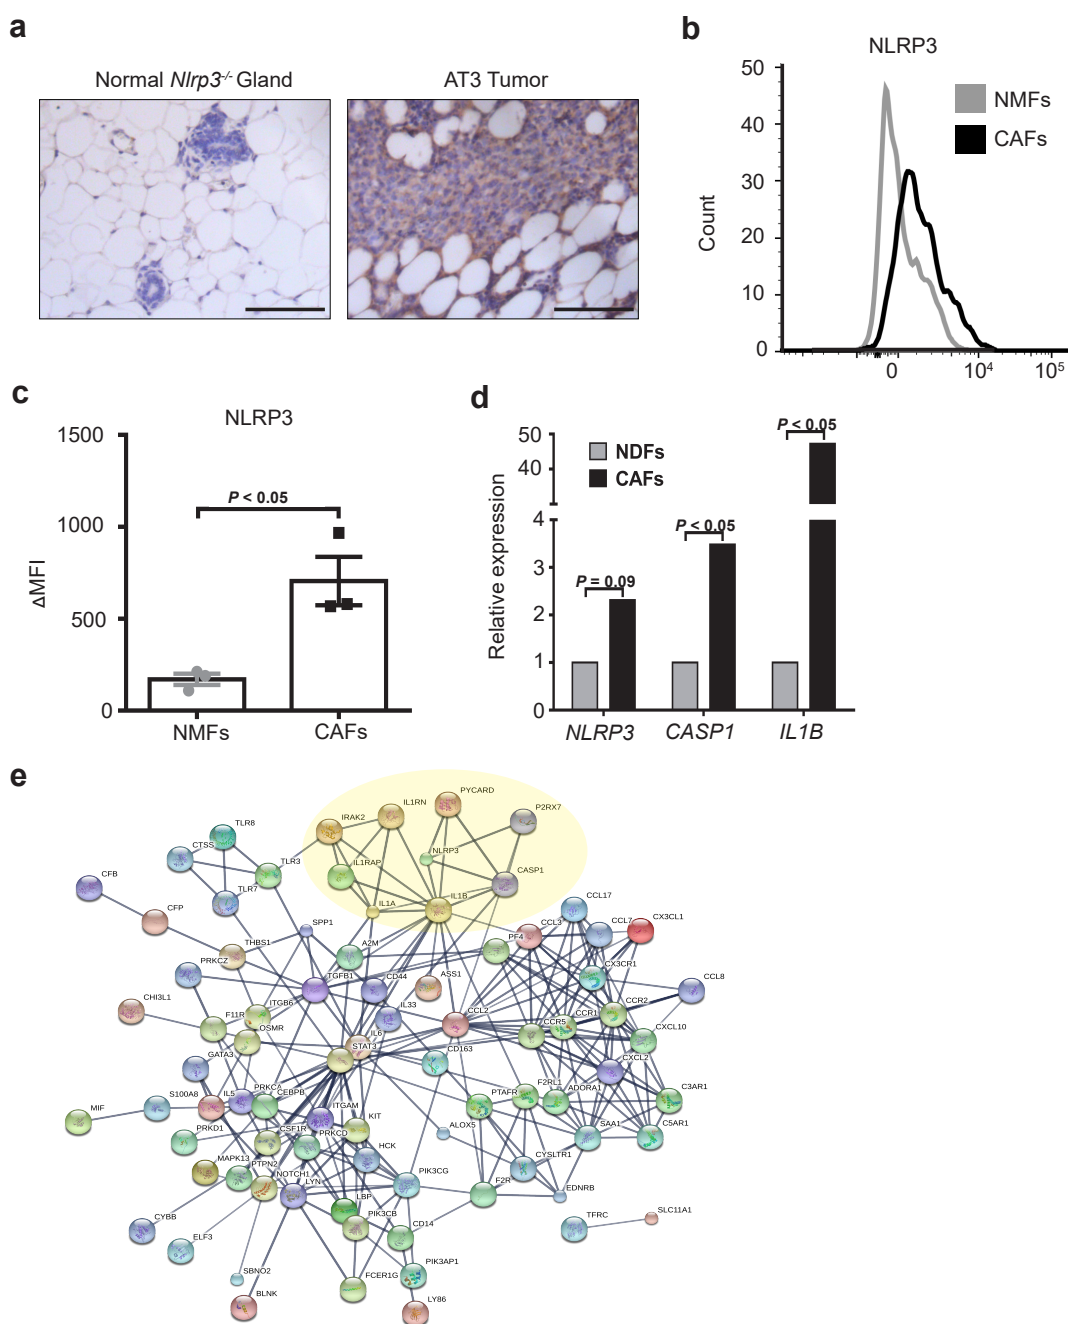 a
Normal Nlrp3-/- Gland
AT3 Tumor
b
NLRP3
50
40
30
20
10
0
Count
NMFs
CAFs
0
10⁴
10⁵
c
NLRP3
1500
1000
500
0
ΔMFI
P < 0.05
NMFs
CAFs
d
P < 0.05
50
40
4
3
2
1
0
Relative expression
NDFs
CAFs
P < 0.05
P = 0.09
NLRP3
CASP1
IL1B
e
PYCARD
IL1RN
P2RX7
IRAK2
TLR8
CTSS
NLRP3
TLR3
IL1RAP
CASP1
CFB
TLR7
IL1B
IL1A
CCL17
CFP
SPP1
CCL3
CCL7
CX3CL1
PF4
THBS1
A2M
PRKCZ
CX3CR1
TGFB1
CD44
ASS1
CCL8
CHI3L1
ITGB6
IL33
CCR2
F11R
CCL2
CCR1
CCR5
OSMR
IL6
CXCL10
STAT3
CD163
GATA3
CXCL2
PRKCA
F2RL1
ADORA1
C3AR1
S100A8
IL5
CEBPB
PTAFR
MIF
ITGAM
KIT
PRKD1
CSF1R
PRKCD
ALOX5
SAA1
C5AR1
HCK
MAPK13
PTPN2
CYSLTR1
NOTCH1
LYN
PIK3CG
F2R
EDNRB
LBP
CYBB
PIK3CB
CD14
TFRC
SLC11A1
ELF3
SBNO2
PIK3AP1
FCER1G
BLNK
LY86